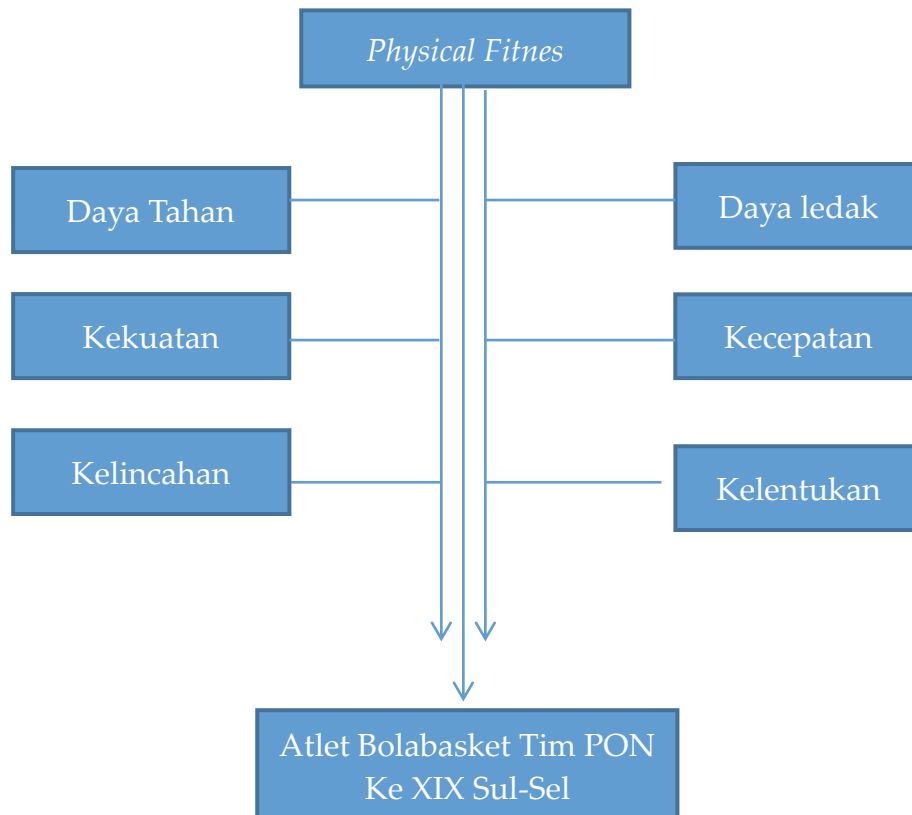 Physical Fitnes
Daya Tahan
Daya ledak
Kekuatan
Kecepatan
Kelincahan
Kelentukan
Atlet Bolabasket Tim PON
Ke XIX Sul-Sel